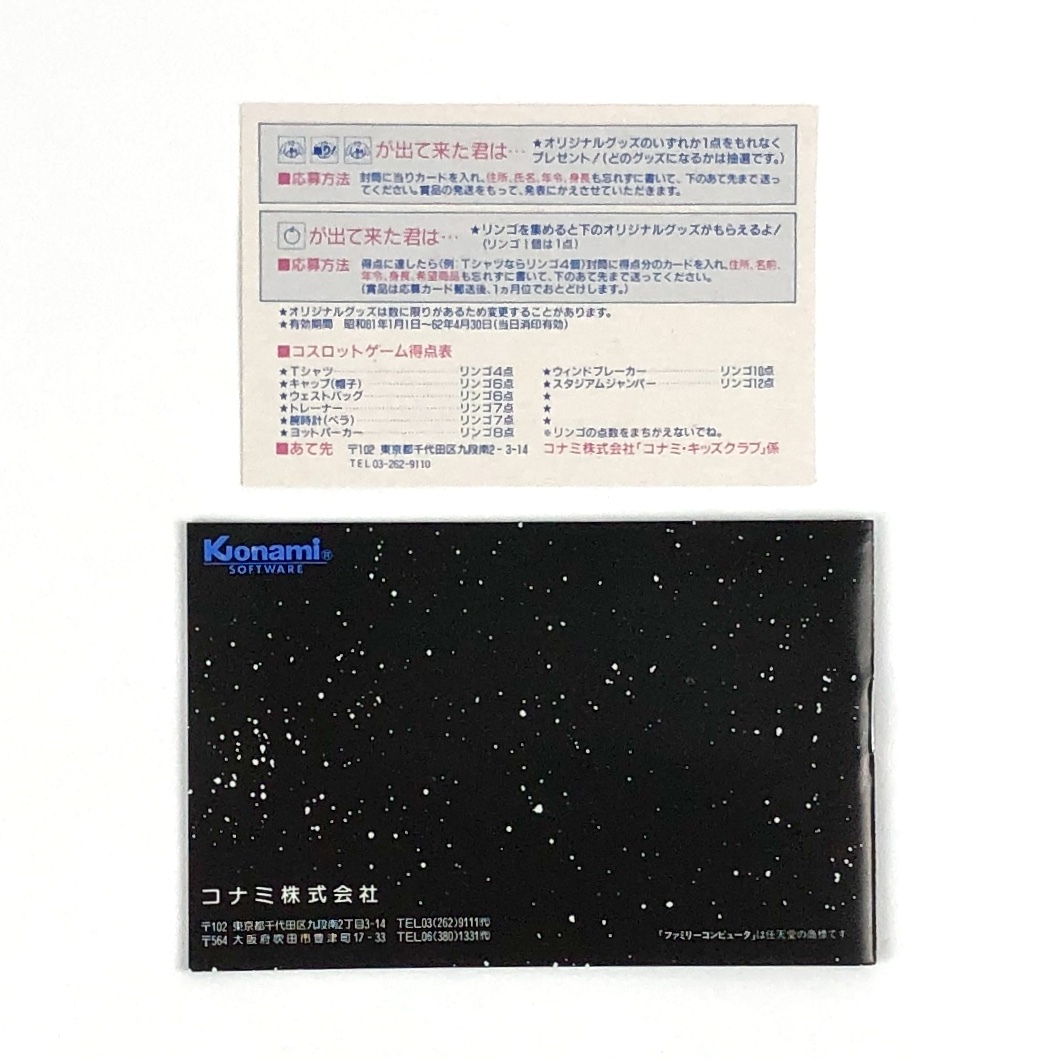 当り! が出て来た君は…
★オリジナルグッズのいずれか1点をもれなく
プレゼント!(どのグッズになるかは抽選です。)
■応募方法 封筒に当りカードを入れ、住所、氏名、年令、身長も忘れずに書いて、下のあて先まで送っ
てください。賞品の発送をもって、発表にかえさせていただきます。
が出て来た君は…
★リンゴを集めると下のオリジナルグッズがもらえるよ!
(リンゴ1個は1点)
■応募方法 得点に達したら(例:Tシャツならリンゴ4個)封筒に得点分のカードを入れ、住所、名前、
年令、身長、希望商品も忘れずに書いて、下のあて先まで送ってください。
(賞品は応募カード郵送後、1ヵ月位でおとどけします。)
★オリジナルグッズは数に限りがあるため変更することがあります。
★有効期間 昭和61年1月1日~62年4月30日(当日消印有効)
■コスロットゲーム得点表
★Tシャツ リンゴ4点
★キャップ(帽子) リンゴ6点
★ウェストバッグ リンゴ6点
★トレーナー リンゴ7点
★腕時計(ペラ) リンゴ7点
★ヨットパーカー リンゴ8点
★ウィンドブレーカー リンゴ10点
★スタジアムジャンパー リンゴ12点
★
★
★
※リンゴの点数をまちがえないでね。
■あて先 〒102 東京都千代田区九段南2-3-14 コナミ株式会社「コナミ・キッズクラブ」係
TEL03-262-9110
Konami®
SOFTWARE
コナミ株式会社
〒102 東京都千代田区九段南2丁目3-14 TEL03(262)9111代
〒564 大阪府吹田市豊津町17-33 TEL06(380)1331代
「ファミリーコンピュータ」は任天堂の商標です